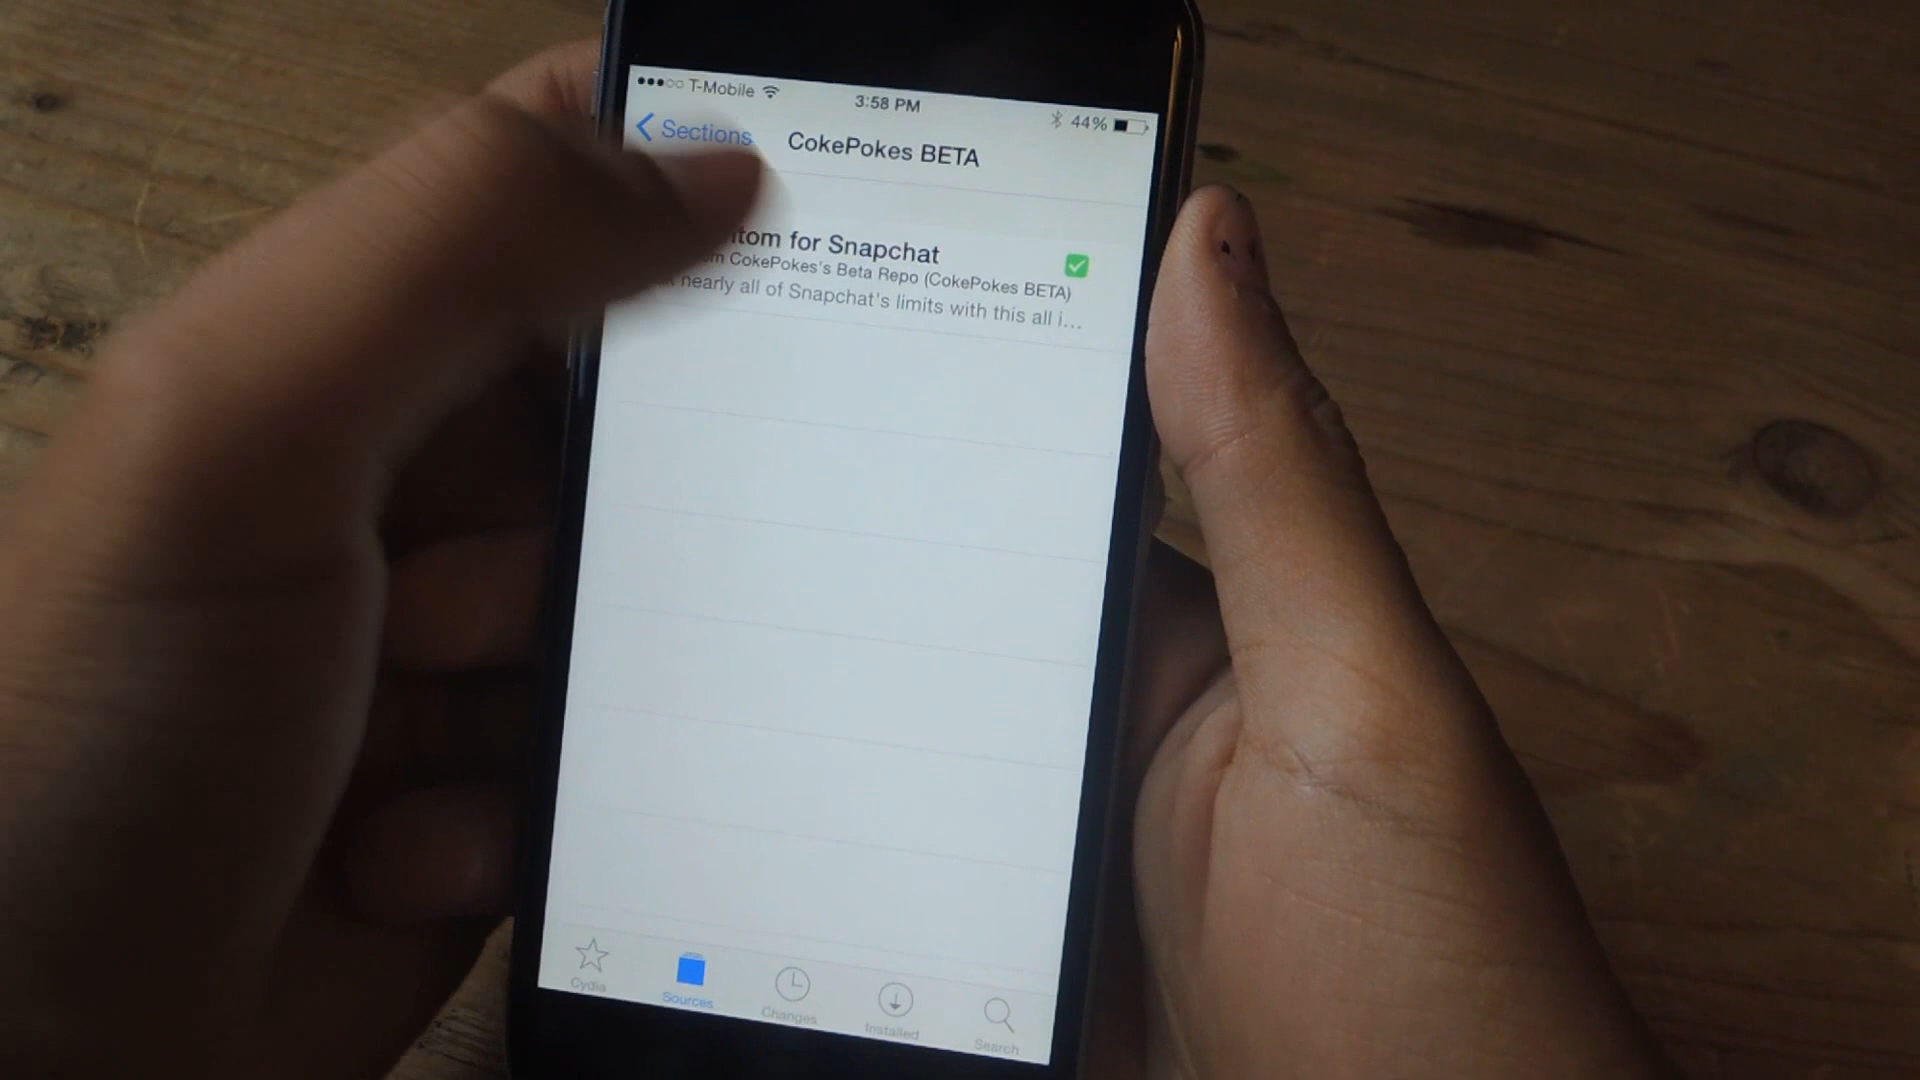 T-Mobile 3:58 PM 44%
Sections CokePokes BETA
for Snapchat
CokePokes's Beta Repo (CokePokes BETA)
nearly all of Snapchat's limits with this all i...
Cydia Sources Changes Installed Search